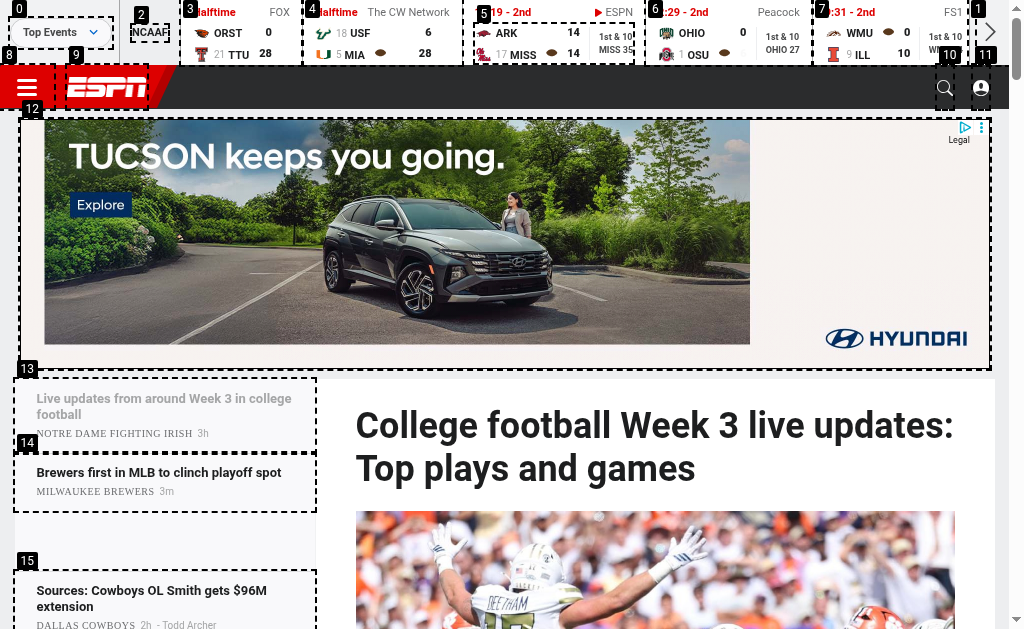 0
2
3
4
5
6
7
1
Top Events
NCAAF
Halftime FOX
ORST 0
21 TTU 28
Halftime The CW Network
18 USF 6
5 MIA 28
:19 - 2nd ESPN
ARK 14
17 MISS 14
1st & 10
MISS 35
:29 - 2nd Peacock
OHIO 0
1 OSU
1st & 10
OHIO 27
:31 - 2nd FS1
WMU 0
9 ILL 10
1st & 10
8
9
10
11
ESPN
12
TUCSON keeps you going.
Explore
Legal
HYUNDAI
13
Live updates from around Week 3 in college
football
NOTRE DAME FIGHTING IRISH 3h
14
Brewers first in MLB to clinch playoff spot
MILWAUKEE BREWERS 3m
15
Sources: Cowboys OL Smith gets $96M
extension
DALLAS COWBOYS 2h - Todd Archer
College football Week 3 live updates:
Top plays and games
DEETHAM